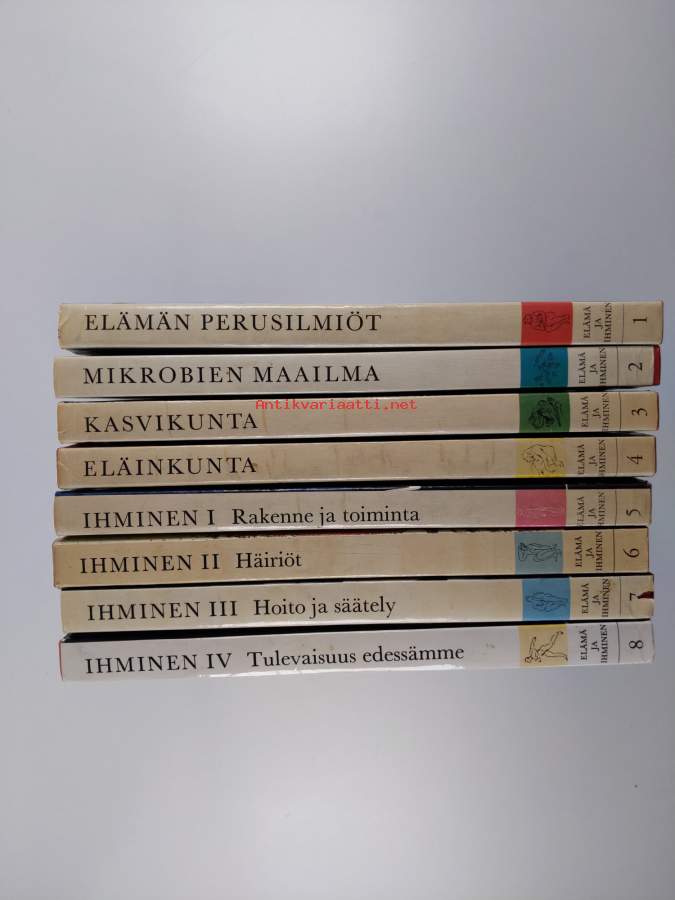 ELÄMÄN PERUSILMIÖT
ELÄMÄ
JA
IHMINEN
1
MIKROBIEN MAAILMA
ELÄMÄ
JA
IHMINEN
2
Antikvariaatti.net
KASVIKUNTA
ELÄMÄ
JA
IHMINEN
3
ELÄINKUNTA
ELÄMÄ
JA
IHMINEN
4
IHMINEN I Rakenne ja toiminta
ELÄMÄ
JA
IHMINEN
5
IHMINEN II Häiriöt
ELÄMÄ
JA
IHMINEN
6
IHMINEN III Hoito ja säätely
ELÄMÄ
JA
IHMINEN
7
IHMINEN IV Tulevaisuus edessämme
ELÄMÄ
JA
IHMINEN
8